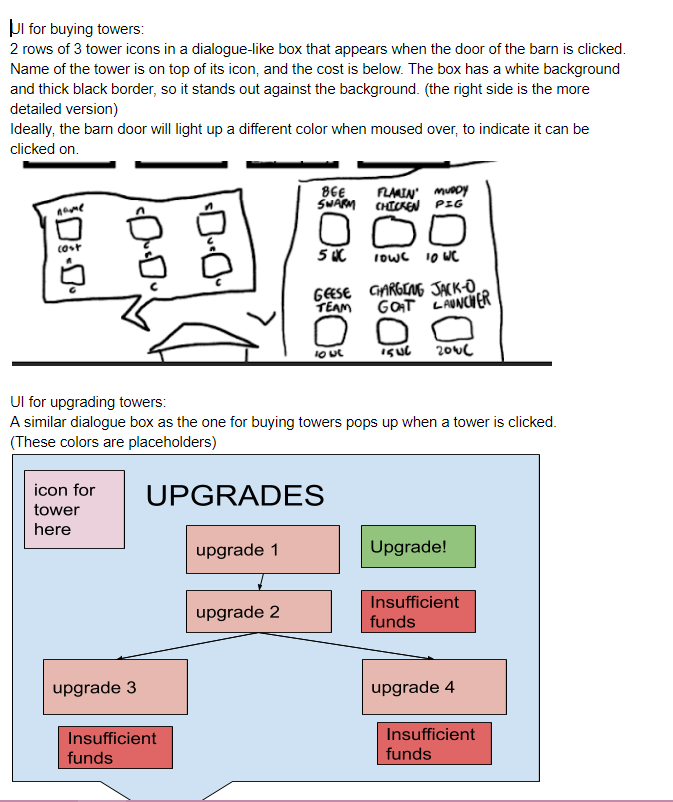 UI for buying towers:
2 rows of 3 tower icons in a dialogue-like box that appears when the door of the barn is clicked.
Name of the tower is on top of its icon, and the cost is below. The box has a white background
and thick black border, so it stands out against the background. (the right side is the more
detailed version)
Ideally, the barn door will light up a different color when moused over, to indicate it can be
clicked on.
name
n
n
cost
c
c
n
n
n
c
c
c
BEE SWARM
FLAMIN' CHICKEN
MUDDY PIG
5 WC
10WC
10 WC
GEESE TEAM
CHARGING GOAT
JACK-O LAUNCHER
10 WC
15 WC
20WC
UI for upgrading towers:
A similar dialogue box as the one for buying towers pops up when a tower is clicked.
(These colors are placeholders)
icon for
tower
here
UPGRADES
upgrade 1
Upgrade!
upgrade 2
Insufficient
funds
upgrade 3
upgrade 4
Insufficient
funds
Insufficient
funds